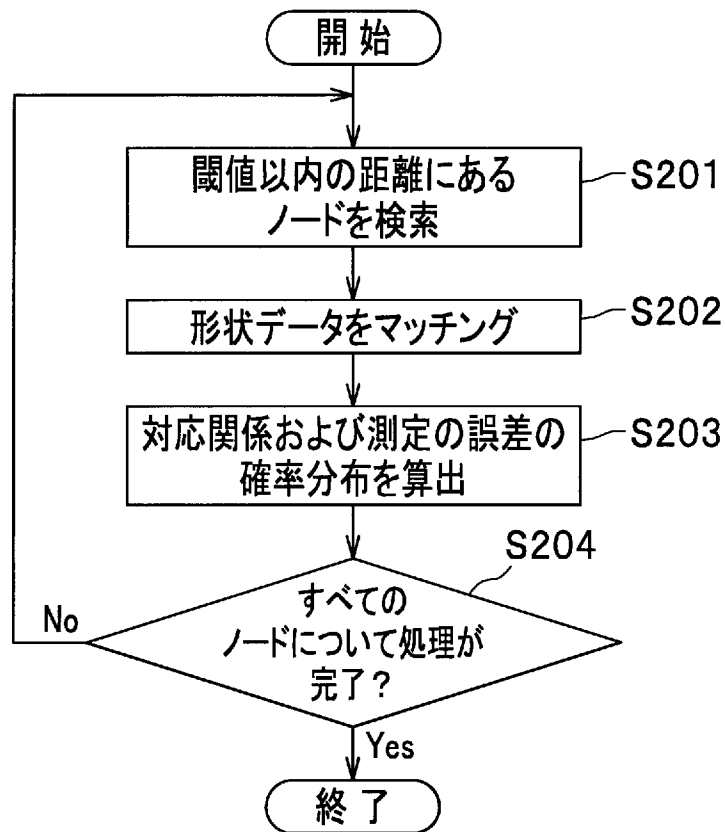 開始
閾値以内の距離にある
ノードを検索
S201
形状データをマッチング
S202
対応関係および測定の誤差の
確率分布を算出
S203
S204
すべての
ノードについて処理が
完了?
No
Yes
終了